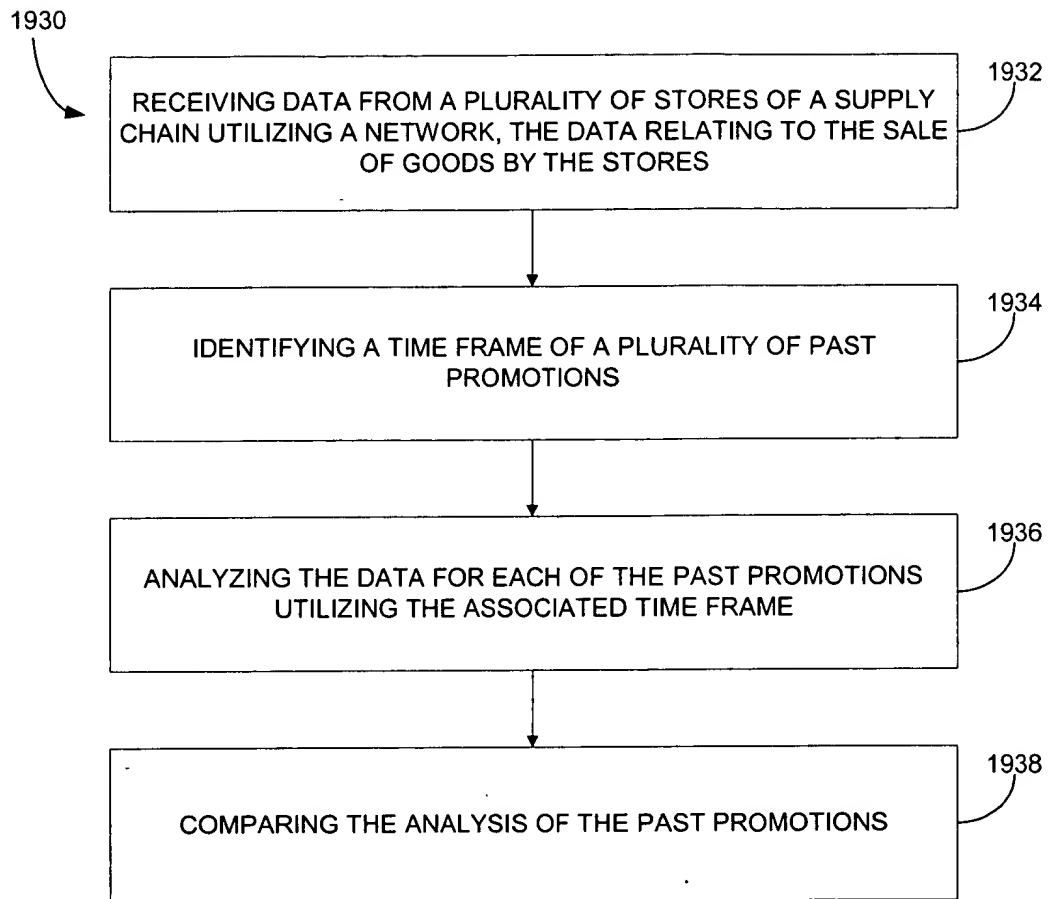 1930
1932
RECEIVING DATA FROM A PLURALITY OF STORES OF A SUPPLY
CHAIN UTILIZING A NETWORK, THE DATA RELATING TO THE SALE
OF GOODS BY THE STORES
1934
IDENTIFYING A TIME FRAME OF A PLURALITY OF PAST
PROMOTIONS
1936
ANALYZING THE DATA FOR EACH OF THE PAST PROMOTIONS
UTILIZING THE ASSOCIATED TIME FRAME
1938
COMPARING THE ANALYSIS OF THE PAST PROMOTIONS